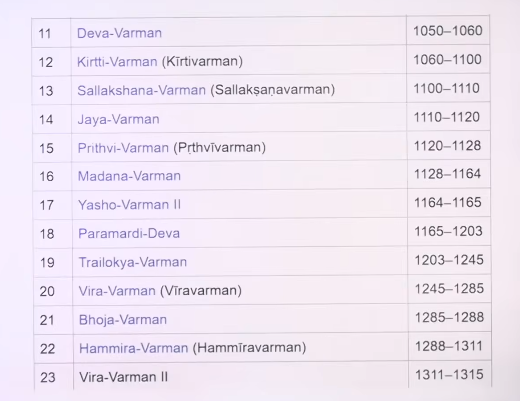 11 Deva-Varman 1050–1060
12 Kirtti-Varman (Kīrtivarman) 1060–1100
13 Sallakshana-Varman (Sallakṣaṇavarman) 1100–1110
14 Jaya-Varman 1110–1120
15 Prithvi-Varman (Pṛthvīvarman) 1120–1128
16 Madana-Varman 1128–1164
17 Yasho-Varman II 1164–1165
18 Paramardi-Deva 1165–1203
19 Trailokya-Varman 1203–1245
20 Vira-Varman (Vīravarman) 1245–1285
21 Bhoja-Varman 1285–1288
22 Hammira-Varman (Hammīravarman) 1288–1311
23 Vira-Varman II 1311–1315